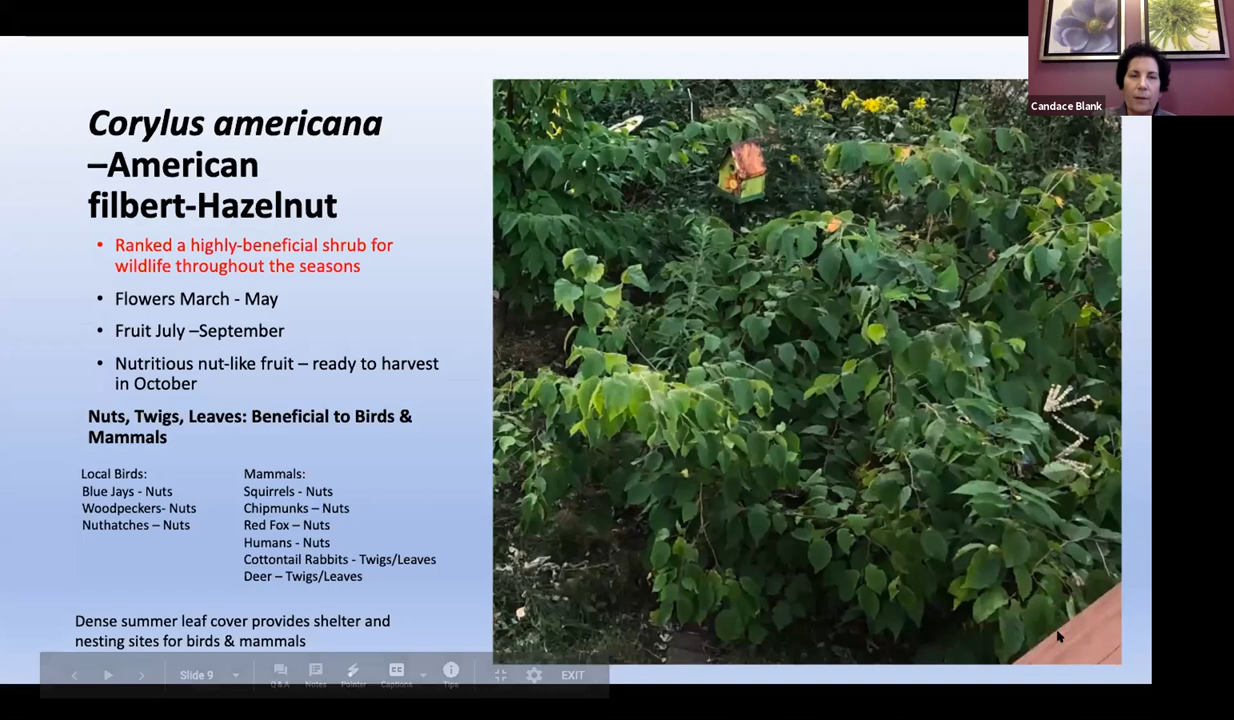 Corylus americana
–American
filbert-Hazelnut
• Ranked a highly-beneficial shrub for
wildlife throughout the seasons
• Flowers March - May
• Fruit July –September
• Nutritious nut-like fruit – ready to harvest
in October
Nuts, Twigs, Leaves: Beneficial to Birds &
Mammals
Local Birds:
Blue Jays - Nuts
Woodpeckers- Nuts
Nuthatches – Nuts
Mammals:
Squirrels - Nuts
Chipmunks – Nuts
Red Fox – Nuts
Humans - Nuts
Cottontail Rabbits - Twigs/Leaves
Deer – Twigs/Leaves
Dense summer leaf cover provides shelter and
nesting sites for birds & mammals
Candace Blank
Slide 9
Q & A
Notes
Pointer
Captions
Tips
EXIT